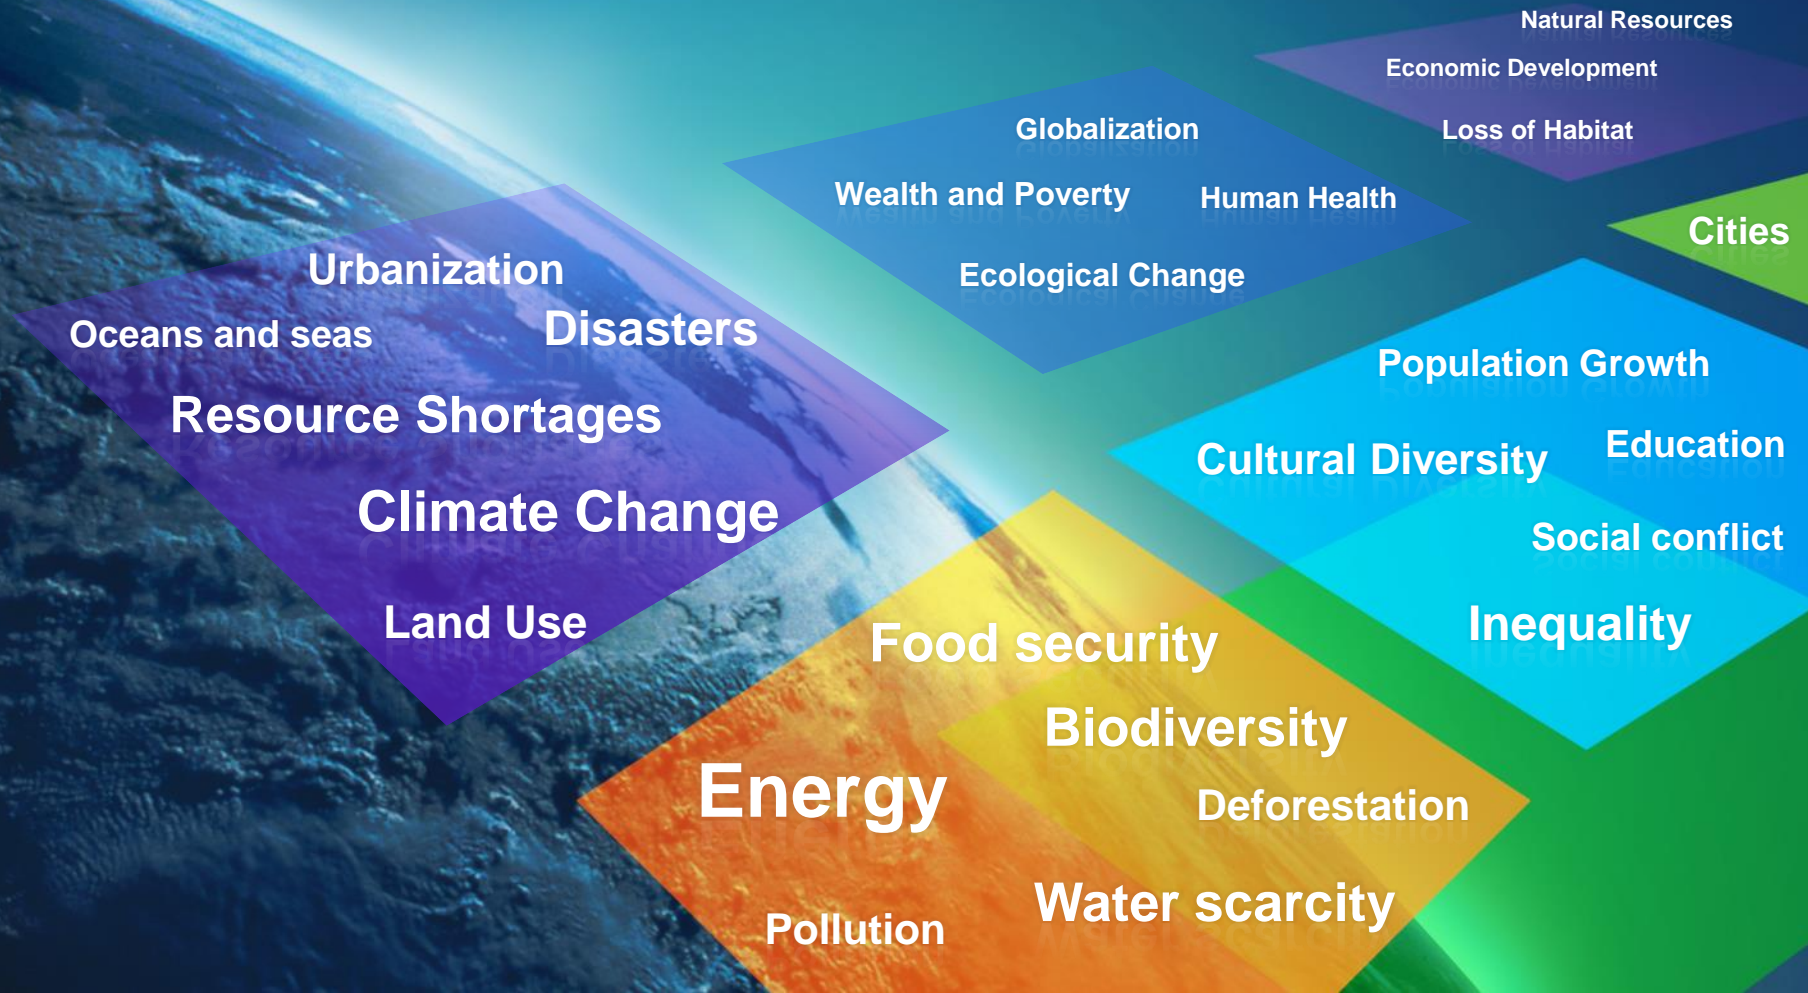 Natural Resources
Economic Development
Loss of Habitat
Globalization
Wealth and Poverty
Human Health
Ecological Change
Cities
Urbanization
Oceans and seas
Disasters
Resource Shortages
Climate Change
Land Use
Population Growth
Cultural Diversity
Education
Social conflict
Inequality
Food security
Biodiversity
Energy
Deforestation
Water scarcity
Pollution